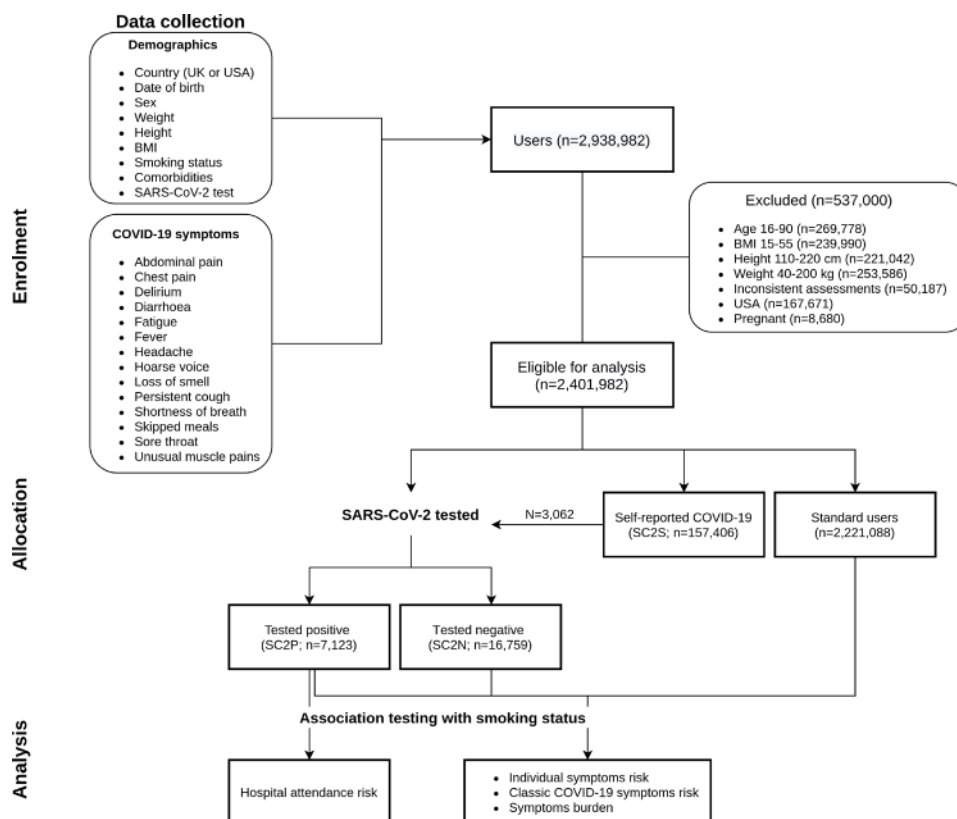 Data collection
Demographics
Country (UK or USA)
Date of birth
Sex
Weight
Height
BMI
Smoking status
Comorbidities
SARS-CoV-2 test
COVID-19 symptoms
Abdominal pain
Chest pain
Delirium
Diarrhoea
Fatigue
Fever
Headache
Hoarse voice
Loss of smell
Persistent cough
Shortness of breath
Skipped meals
Sore throat
Unusual muscle pains
Enrolment
Users (n=2,938,982)
Excluded (n=537,000)
Age 16-90 (n=269,778)
BMI 15-55 (n=239,990)
Height 110-220 cm (n=221,042)
Weight 40-200 kg (n=253,586)
Inconsistent assessments (n=50,187)
USA (n=167,671)
Pregnant (n=8,680)
Eligible for analysis
(n=2,401,982)
Allocation
SARS-CoV-2 tested
N=3,062
Self-reported COVID-19
(SC2S; n=157,406)
Standard users
(n=2,221,088)
Tested positive
(SC2P; n=7,123)
Tested negative
(SC2N; n=16,759)
Analysis
Association testing with smoking status
Hospital attendance risk
Individual symptoms risk
Classic COVID-19 symptoms risk
Symptoms burden